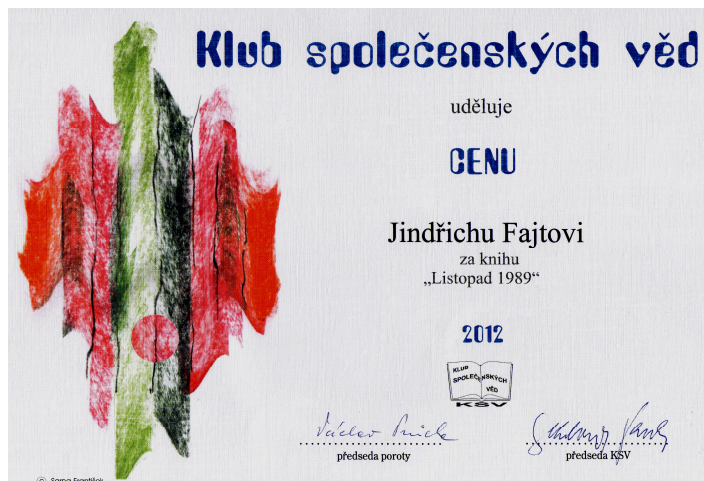 Klub společenských věd
uděluje
CENU
Jindřichu Fajtovi
za knihu
„Listopad 1989“
2012
KLUB
SPOLEČENSKÝCH
VĚD
KSV
Václav
předseda poroty
předseda KSV